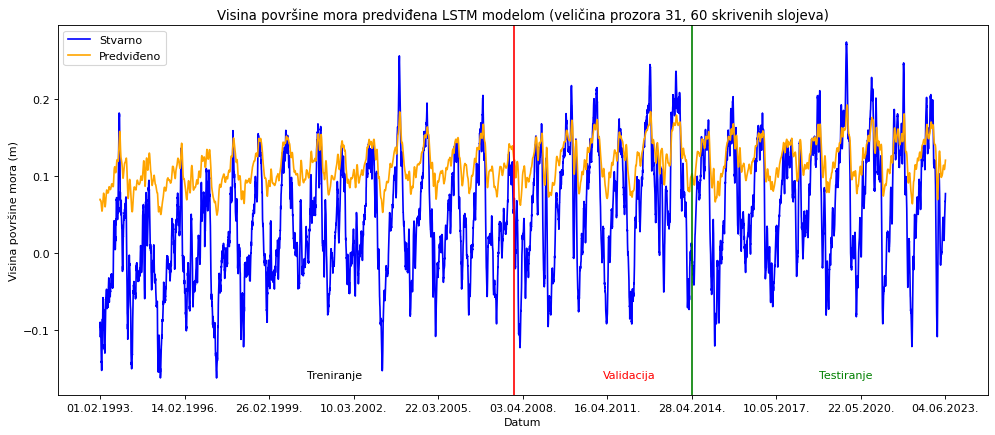 Visina površine mora predviđena LSTM modelom (veličina prozora 31, 60 skrivenih slojeva)
Stvarno
Predviđeno
Visina površine mora (m)
0.2
0.1
0.0
−0.1
Treniranje
Validacija
Testiranje
01.02.1993.
14.02.1996.
26.02.1999.
10.03.2002.
22.03.2005.
03.04.2008.
16.04.2011.
28.04.2014.
10.05.2017.
22.05.2020.
04.06.2023.
Datum